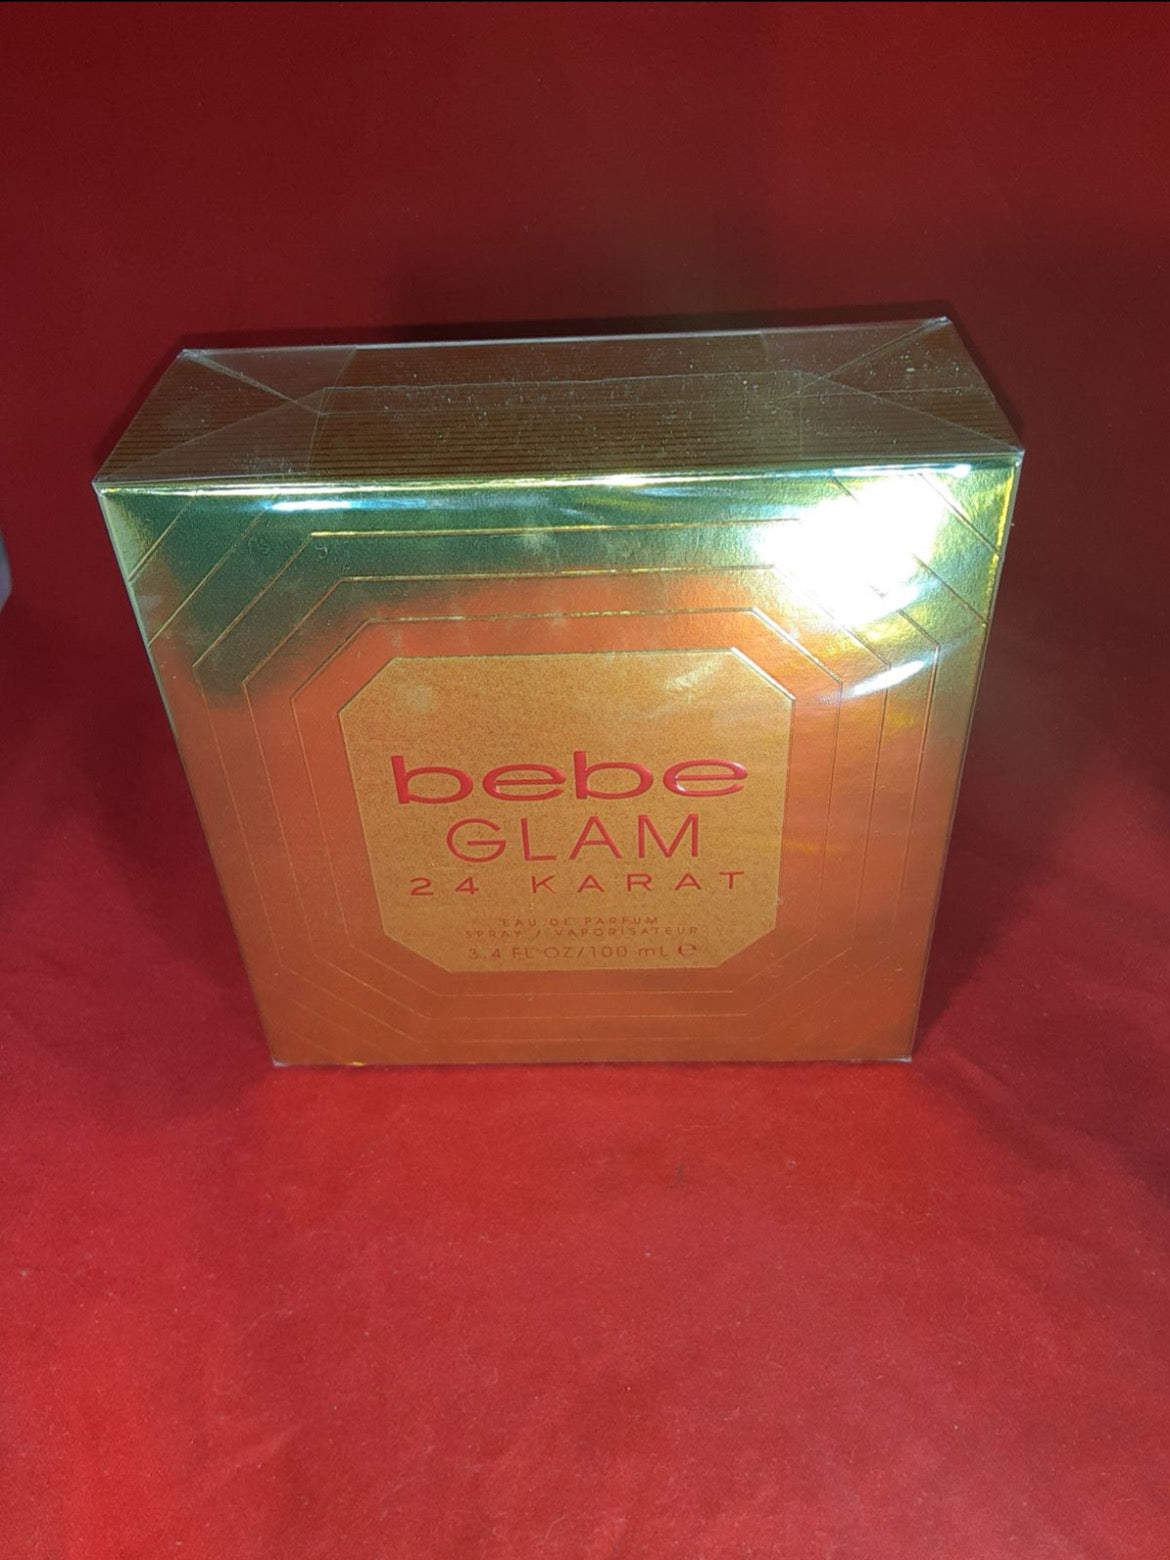 bebe
GLAM
24 KARAT
EAU DE PARFUM
SPRAY / VAPORISATEUR
3.4 FL OZ/100 mL ℮